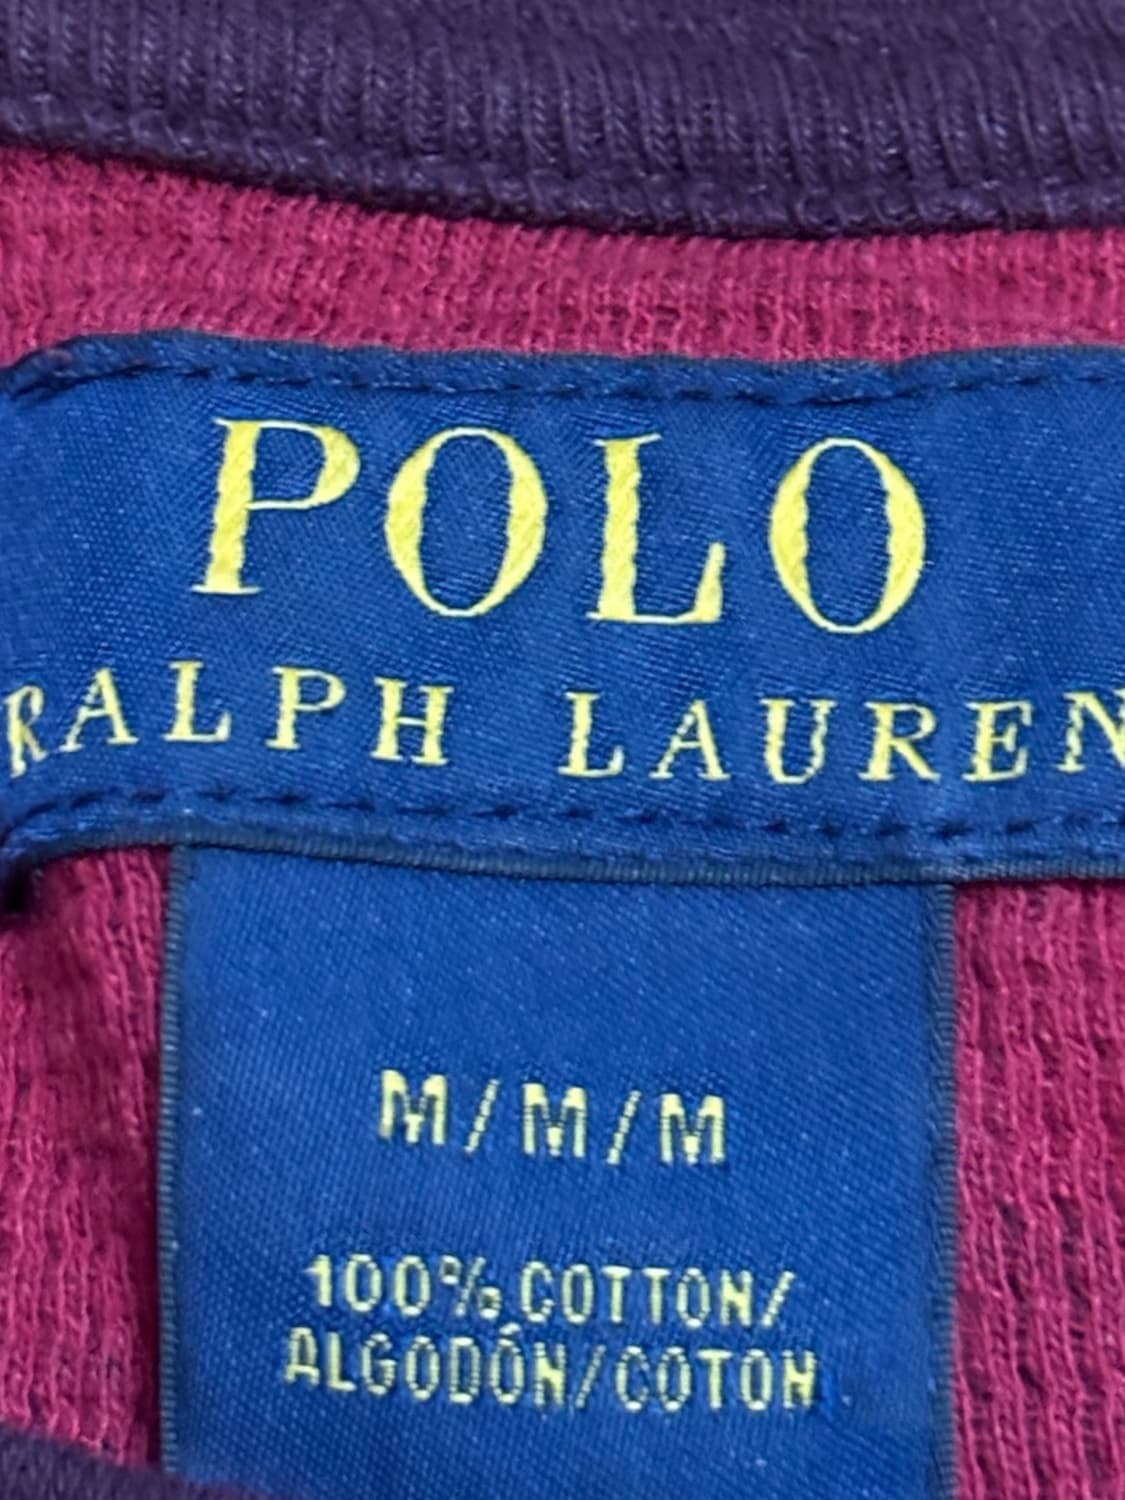 POLO
RALPH LAUREN
M/M/M
100% COTTON/
ALGODÓN/COTON